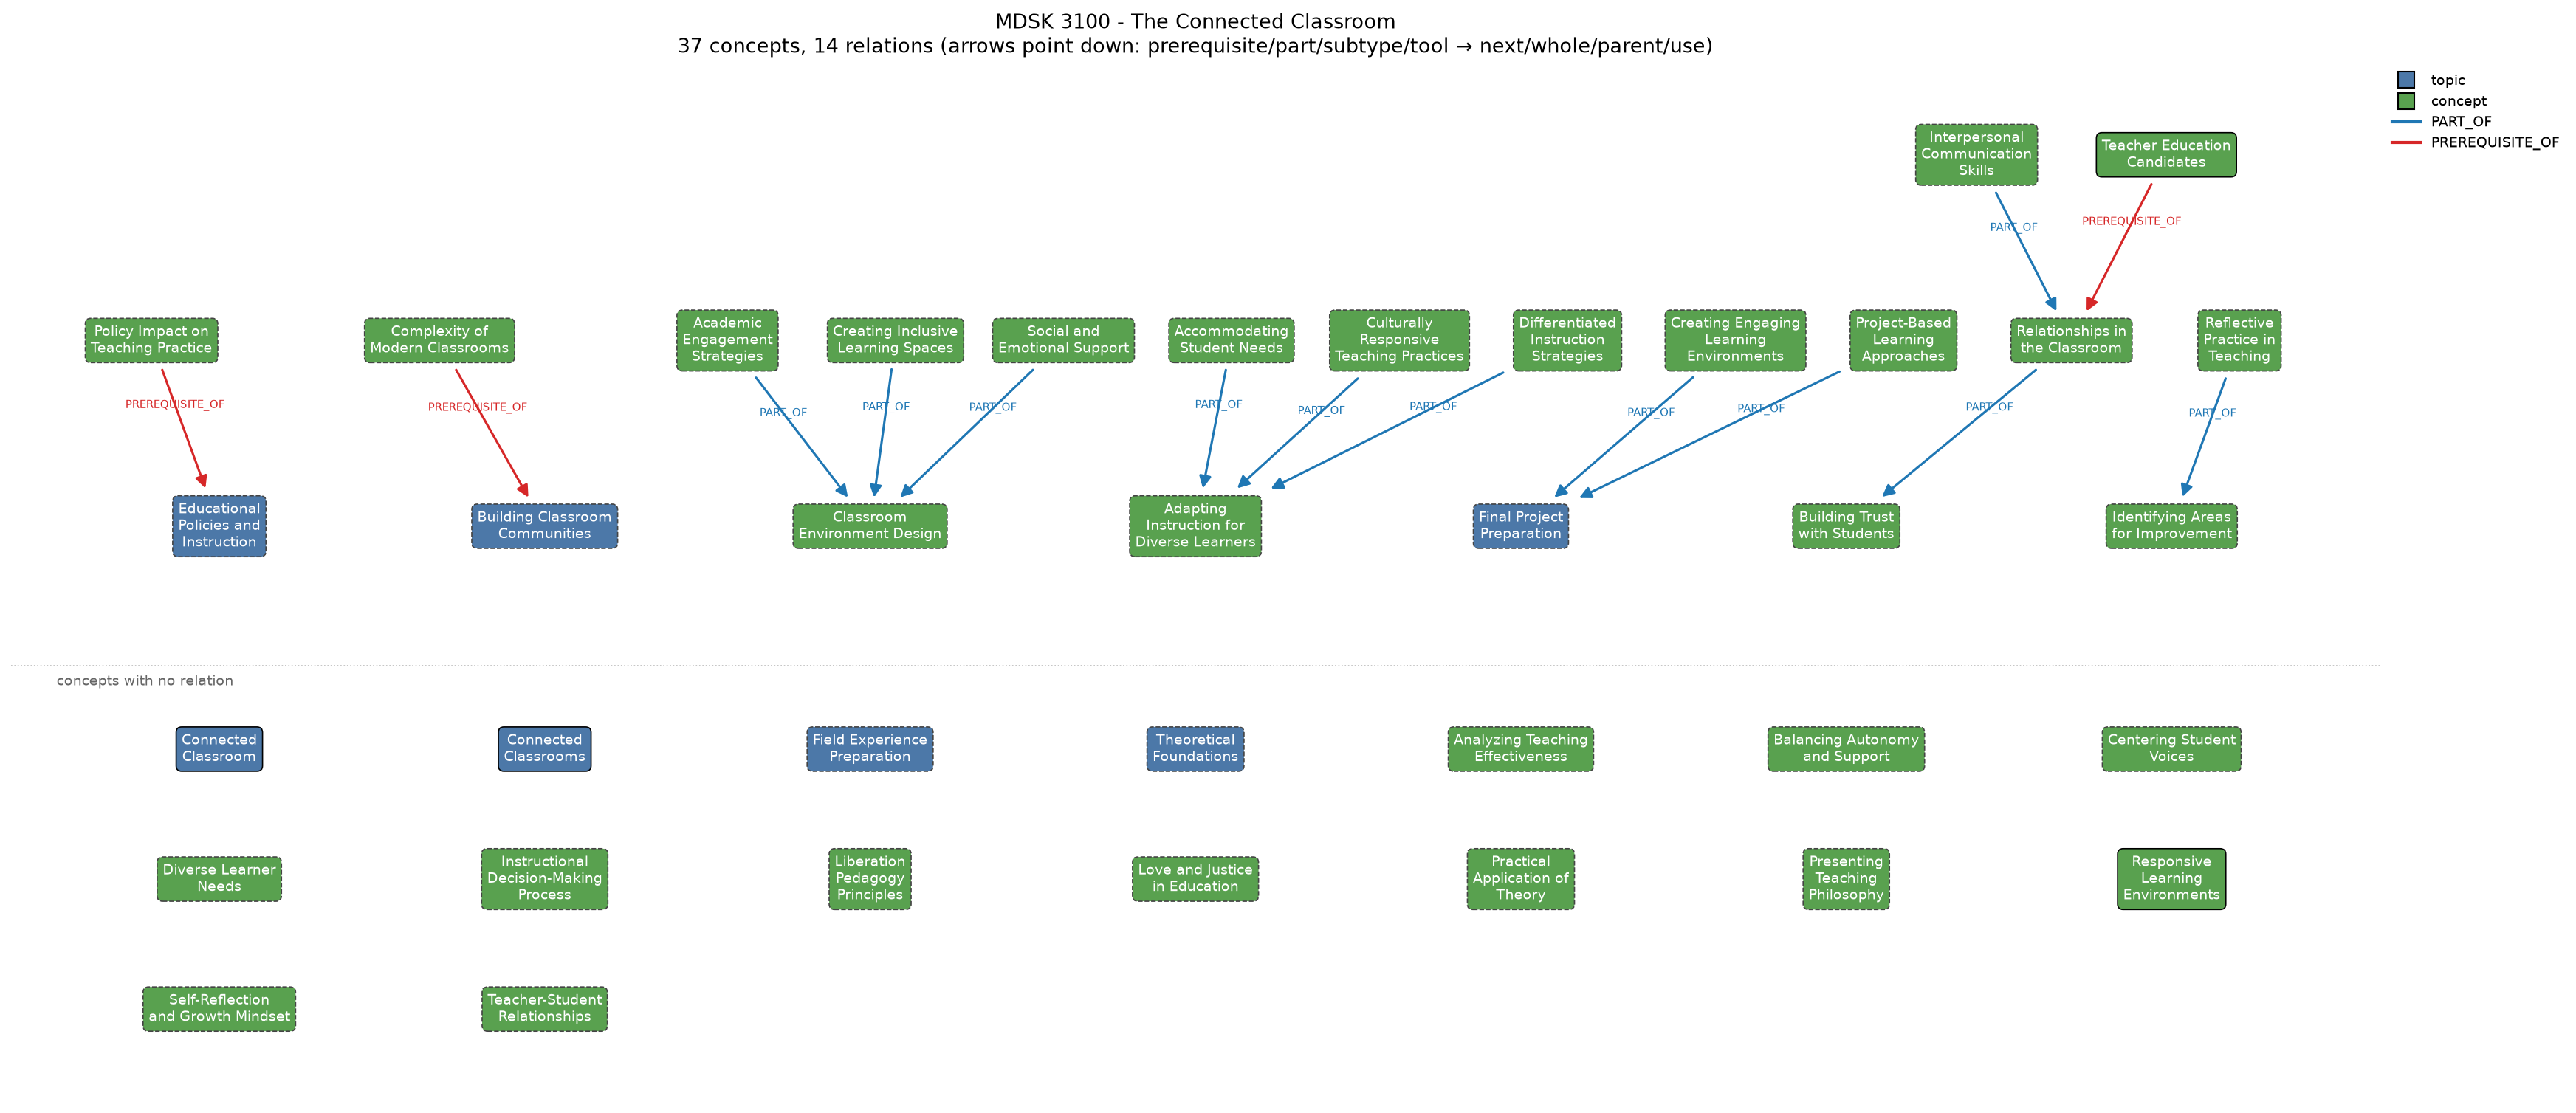 MDSK 3100 - The Connected Classroom
37 concepts, 14 relations (arrows point down: prerequisite/part/subtype/tool → next/whole/parent/use)
topic
concept
PART_OF
PREREQUISITE_OF
Interpersonal
Communication
Skills
Teacher Education
Candidates
PART_OF
PREREQUISITE_OF
Policy Impact on
Teaching Practice
Complexity of
Modern Classrooms
Academic
Engagement
Strategies
Creating Inclusive
Learning Spaces
Social and
Emotional Support
Accommodating
Student Needs
Culturally
Responsive
Teaching Practices
Differentiated
Instruction
Strategies
Creating Engaging
Learning
Environments
Project-Based
Learning
Approaches
Relationships in
the Classroom
Reflective
Practice in
Teaching
PREREQUISITE_OF
PREREQUISITE_OF
PART_OF
PART_OF
PART_OF
PART_OF
PART_OF
PART_OF
PART_OF
PART_OF
PART_OF
PART_OF
Educational
Policies and
Instruction
Building Classroom
Communities
Classroom
Environment Design
Adapting
Instruction for
Diverse Learners
Final Project
Preparation
Building Trust
with Students
Identifying Areas
for Improvement
concepts with no relation
Connected
Classroom
Connected
Classrooms
Field Experience
Preparation
Theoretical
Foundations
Analyzing Teaching
Effectiveness
Balancing Autonomy
and Support
Centering Student
Voices
Diverse Learner
Needs
Instructional
Decision-Making
Process
Liberation
Pedagogy
Principles
Love and Justice
in Education
Practical
Application of
Theory
Presenting
Teaching
Philosophy
Responsive
Learning
Environments
Self-Reflection
and Growth Mindset
Teacher-Student
Relationships